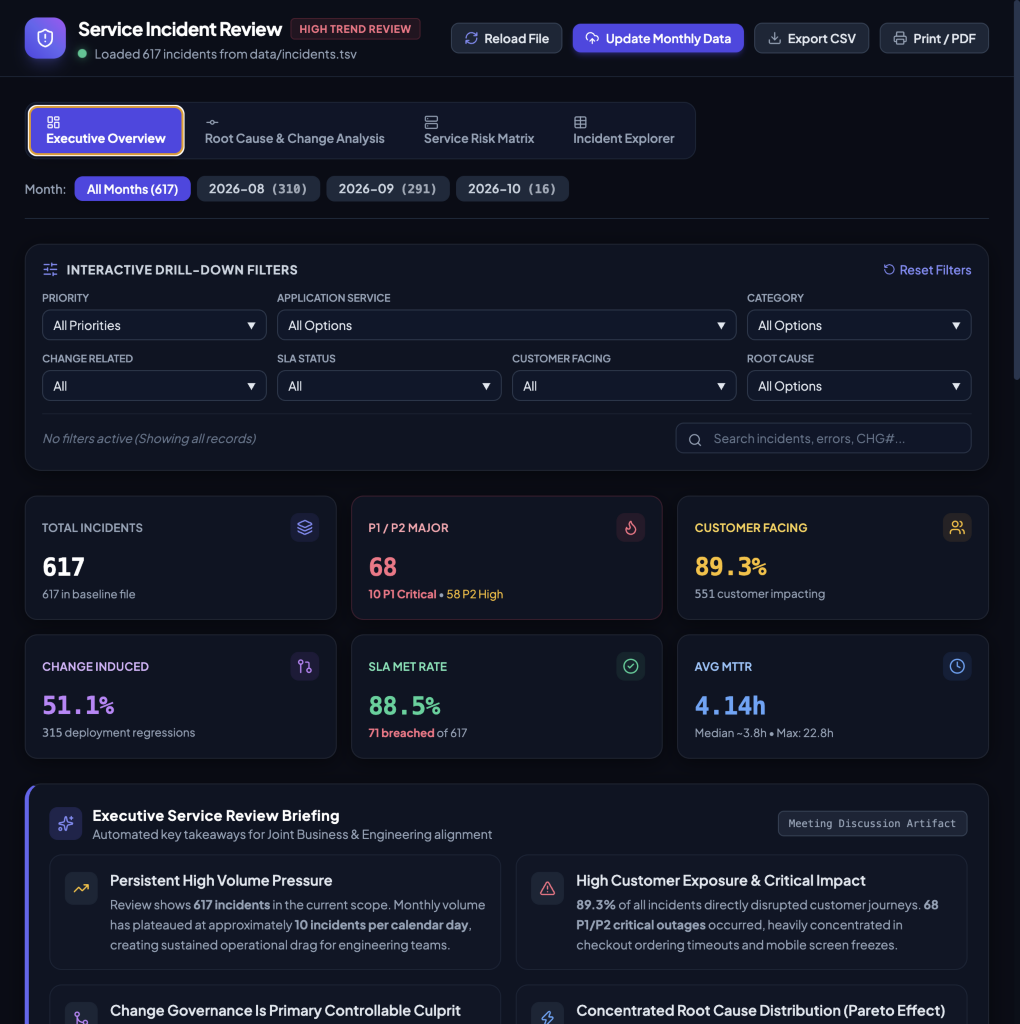 Service Incident Review
HIGH TREND REVIEW
Loaded 617 incidents from data/incidents.tsv
Reload File
Update Monthly Data
Export CSV
Print / PDF
Executive Overview
Root Cause & Change Analysis
Service Risk Matrix
Incident Explorer
Month:
All Months (617)
2026-08 (310)
2026-09 (291)
2026-10 (16)
INTERACTIVE DRILL-DOWN FILTERS
Reset Filters
PRIORITY
APPLICATION SERVICE
CATEGORY
All Priorities
All Options
All Options
CHANGE RELATED
SLA STATUS
CUSTOMER FACING
ROOT CAUSE
All
All
All
All Options
No filters active (Showing all records)
Search incidents, errors, CHG#...
TOTAL INCIDENTS
617
617 in baseline file
P1 / P2 MAJOR
68
10 P1 Critical • 58 P2 High
CUSTOMER FACING
89.3%
551 customer impacting
CHANGE INDUCED
51.1%
315 deployment regressions
SLA MET RATE
88.5%
71 breached of 617
AVG MTTR
4.14h
Median ~3.8h • Max: 22.8h
Executive Service Review Briefing
Automated key takeaways for Joint Business & Engineering alignment
Meeting Discussion Artifact
Persistent High Volume Pressure
Review shows 617 incidents in the current scope. Monthly volume
has plateaued at approximately 10 incidents per calendar day,
creating sustained operational drag for engineering teams.
High Customer Exposure & Critical Impact
89.3% of all incidents directly disrupted customer journeys. 68
P1/P2 critical outages occurred, heavily concentrated in
checkout ordering timeouts and mobile screen freezes.
Change Governance Is Primary Controllable Culprit
Concentrated Root Cause Distribution (Pareto Effect)